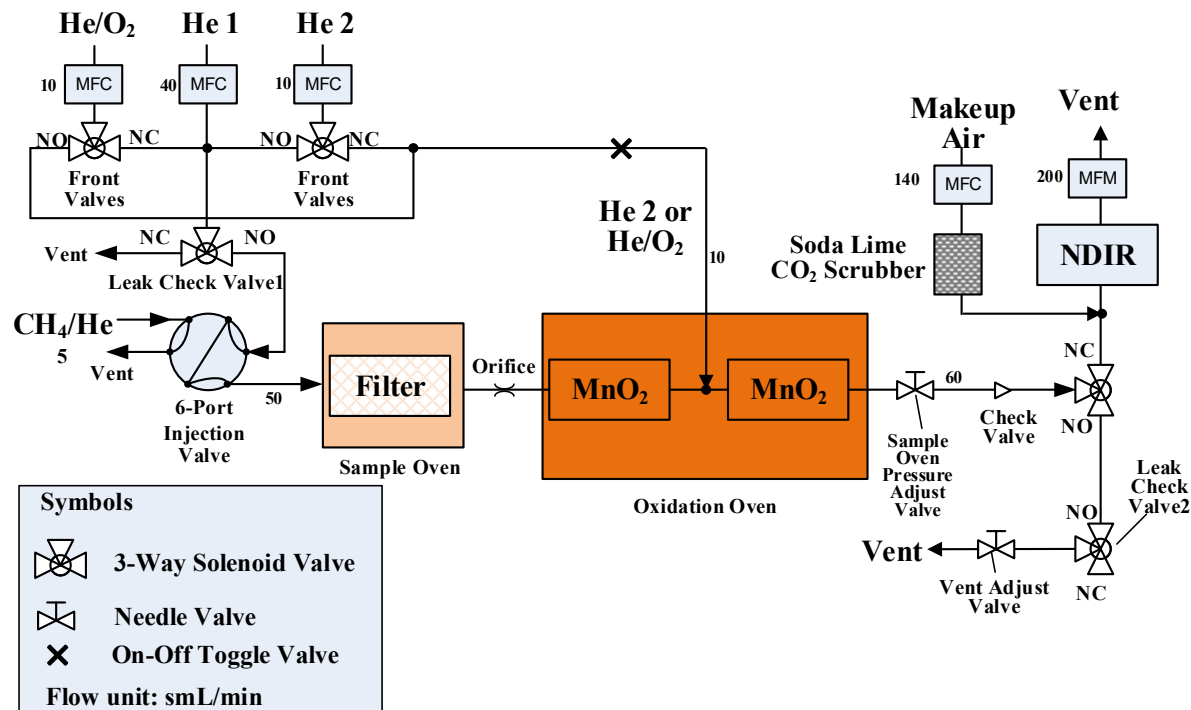 He/O2
He 1
He 2
10
MFC
40
MFC
10
MFC
NO
NC
NO
NC
Front
Valves
Front
Valves
Makeup
Air
Vent
140
MFC
200
MFM
He 2 or
He/O2
10
Soda Lime
CO2 Scrubber
NDIR
NC
NO
Vent
Leak Check Valve1
CH4/He
5
Vent
6-Port
Injection
Valve
50
Filter
Sample Oven
Orifice
MnO2
MnO2
Oxidation Oven
60
Sample
Oven
Pressure
Adjust
Valve
Check
Valve
NC
NO
NO
Leak
Check
Valve2
Vent
Vent Adjust
Valve
NC
Symbols
3-Way Solenoid Valve
Needle Valve
On-Off Toggle Valve
Flow unit: smL/min